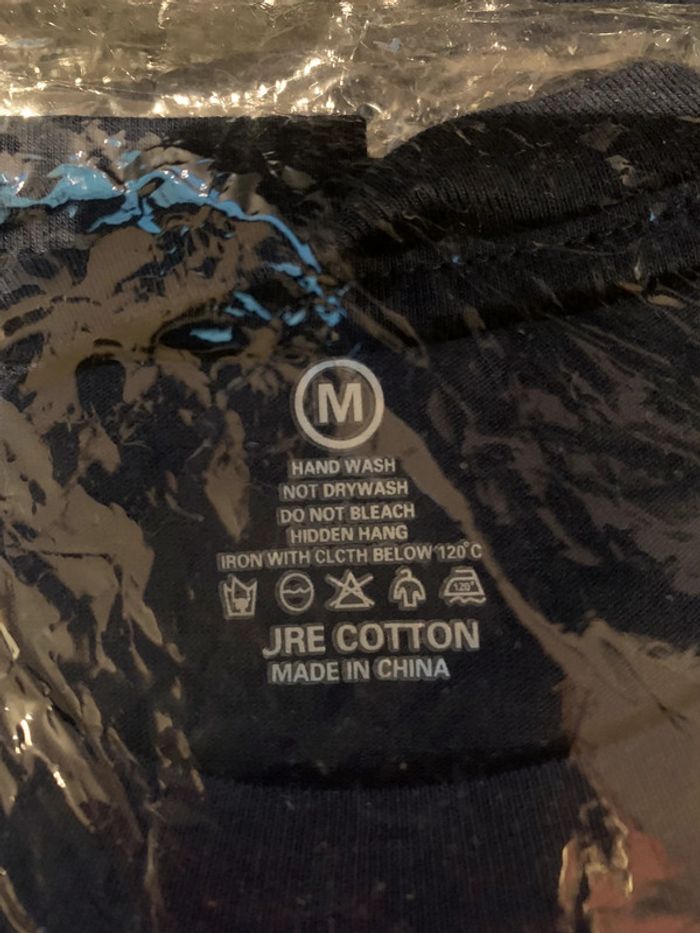 M
HAND WASH
NOT DRYWASH
DO NOT BLEACH
HIDDEN HANG
IRON WITH CLCTH BELOW 120°C
120°
JRE COTTON
MADE IN CHINA